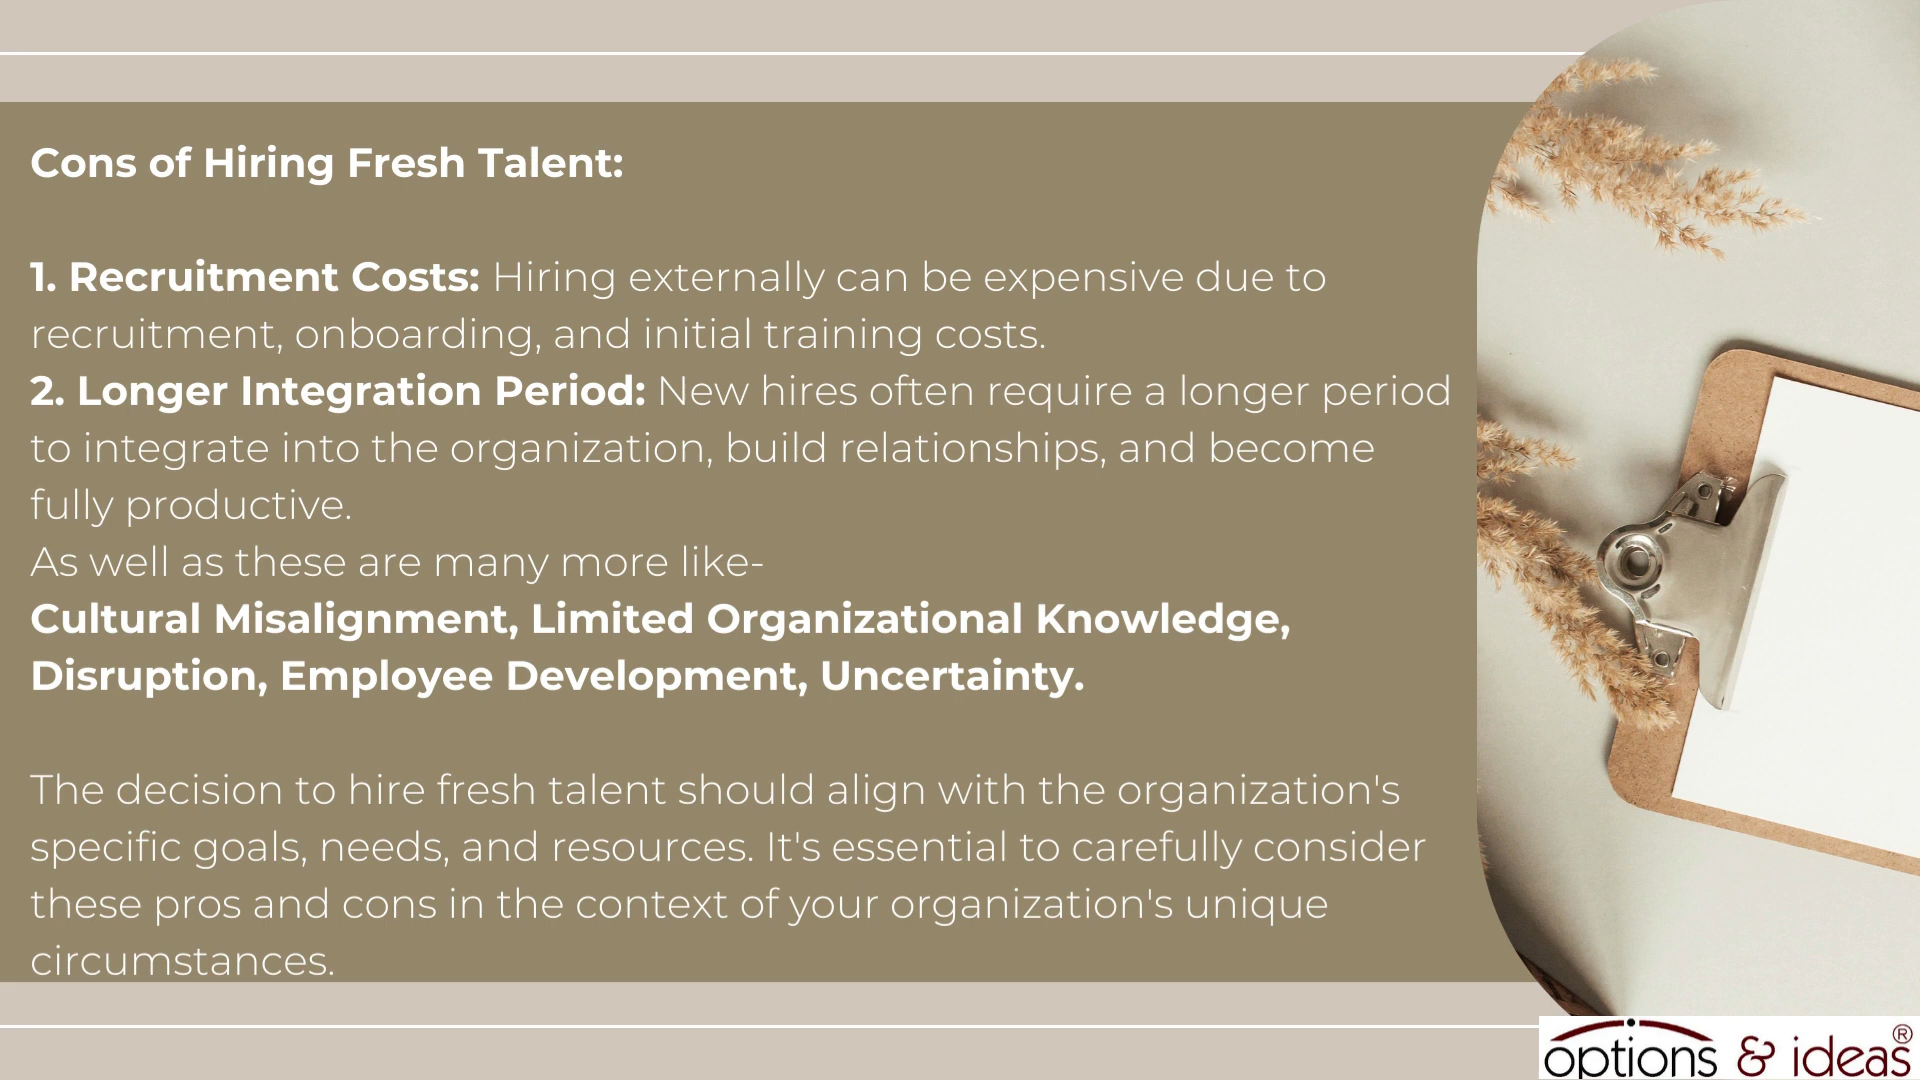 Cons of Hiring Fresh Talent:
1. Recruitment Costs: Hiring externally can be expensive due to
recruitment, onboarding, and initial training costs.
2. Longer Integration Period: New hires often require a longer period
to integrate into the organization, build relationships, and become
fully productive.
As well as these are many more like-
Cultural Misalignment, Limited Organizational Knowledge,
Disruption, Employee Development, Uncertainty.
The decision to hire fresh talent should align with the organization's
specific goals, needs, and resources. It's essential to carefully consider
these pros and cons in the context of your organization's unique
circumstances.
options & ideas®